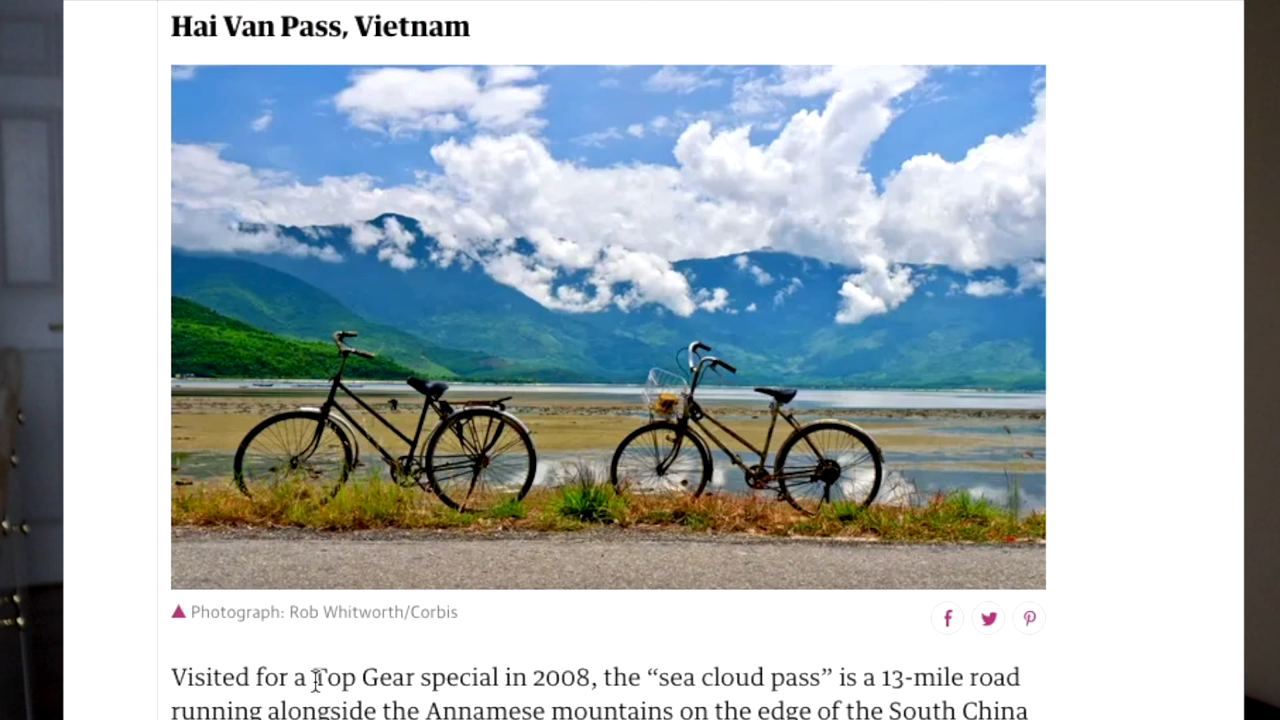 Hai Van Pass, Vietnam
Photograph: Rob Whitworth/Corbis
Visited for a Top Gear special in 2008, the “sea cloud pass” is a 13-mile road
running alongside the Annamese mountains on the edge of the South China